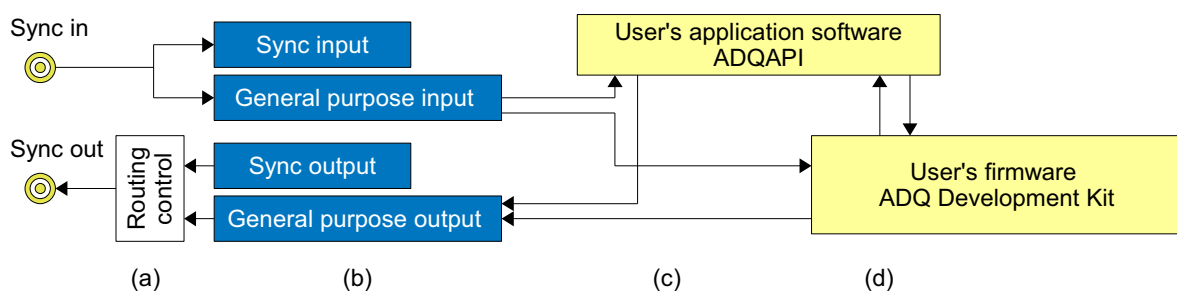 Sync in
Sync input
General purpose input
User's application software
ADQAPI
Sync out
Routing
control
Sync output
General purpose output
User's firmware
ADQ Development Kit
(a)
(b)
(c)
(d)